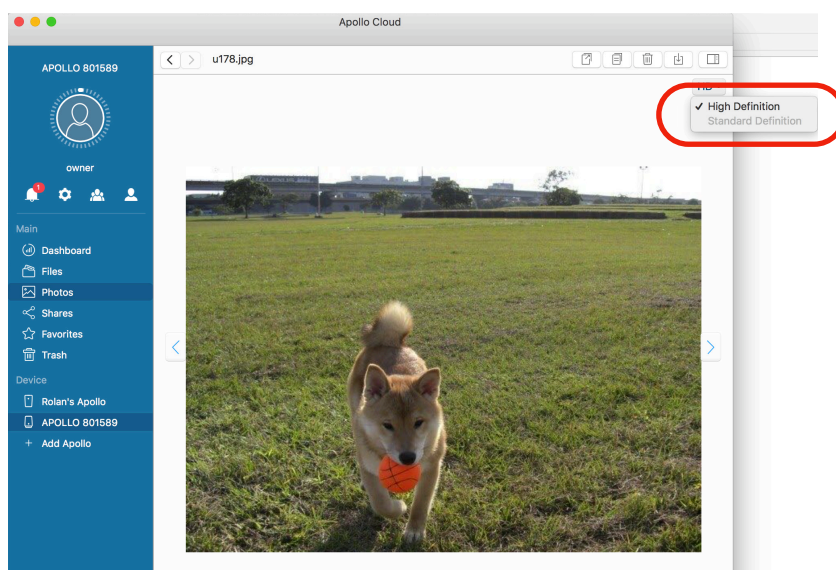 Apollo Cloud
APOLLO 801589
u178.jpg
HD
✓ High Definition
Standard Definition
owner
1
Main
Dashboard
Files
Photos
Shares
Favorites
Trash
Device
Rolan's Apollo
APOLLO 801589
+ Add Apollo